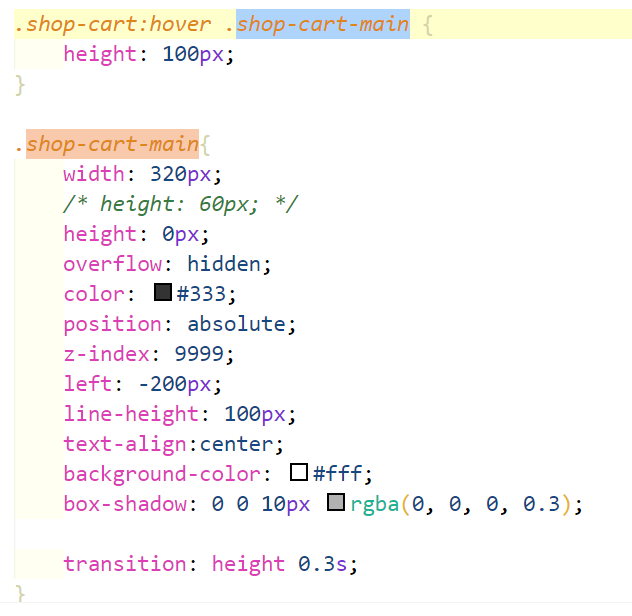 .shop-cart:hover .shop-cart-main {
    height: 100px;
}
.shop-cart-main{
    width: 320px;
    /* height: 60px; */
    height: 0px;
    overflow: hidden;
    color: #333;
    position: absolute;
    z-index: 9999;
    left: -200px;
    line-height: 100px;
    text-align:center;
    background-color: #fff;
    box-shadow: 0 0 10px rgba(0, 0, 0, 0.3);
    transition: height 0.3s;
}